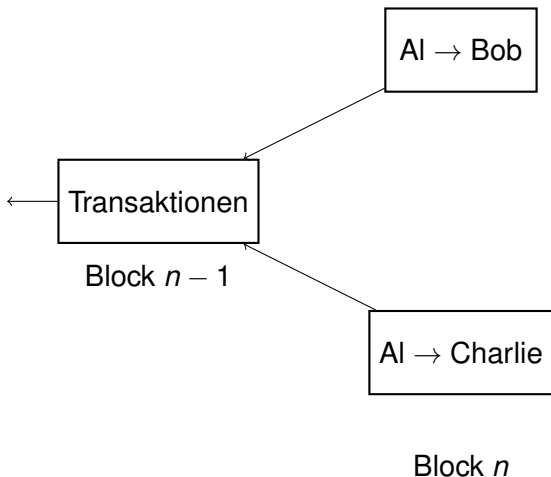 Al → Bob
Transaktionen
Block n − 1
Al → Charlie
Block n